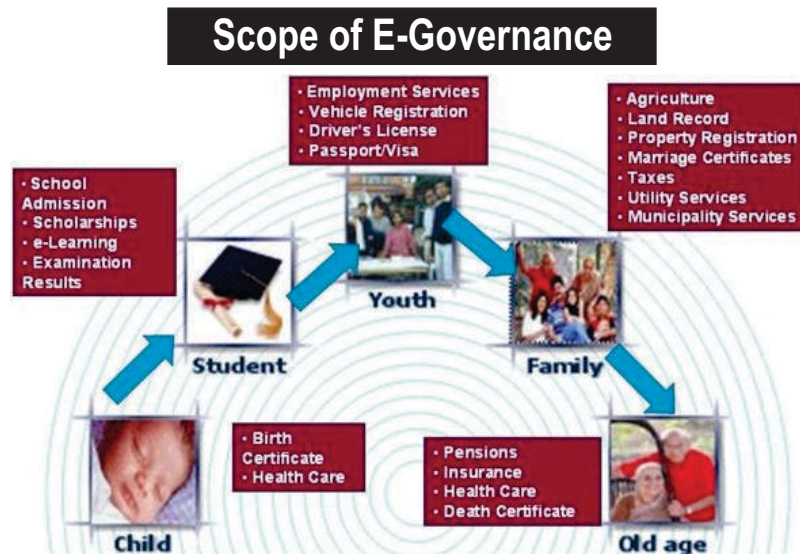 Scope of E-Governance
· Employment Services
· Vehicle Registration
· Driver's License
· Passport/Visa
· Agriculture
· Land Record
· Property Registration
· Marriage Certificates
· Taxes
· Utility Services
· Municipality Services
· School
Admission
· Scholarships
· e-Learning
· Examination
Results
Youth
Student
Family
· Birth
Certificate
· Health Care
· Pensions
· Insurance
· Health Care
· Death Certificate
Child
Old age